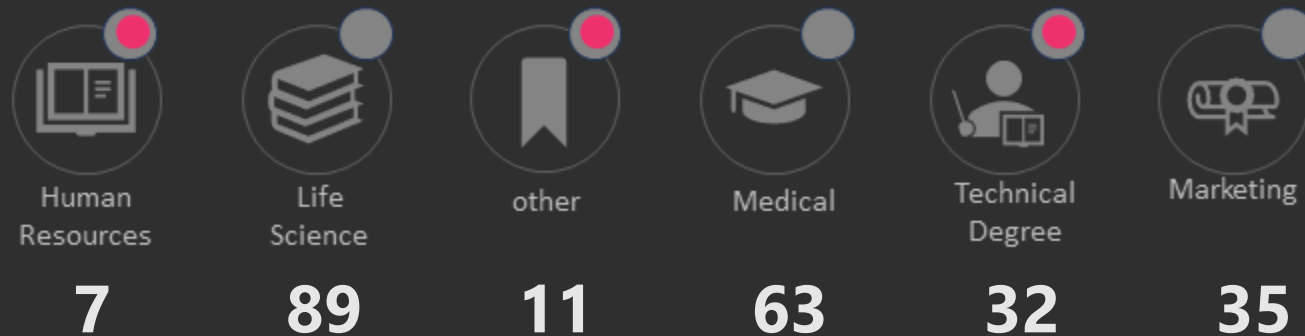 Human
Resources
Life
Science
other
Medical
Technical
Degree
Marketing
7
89
11
63
32
35